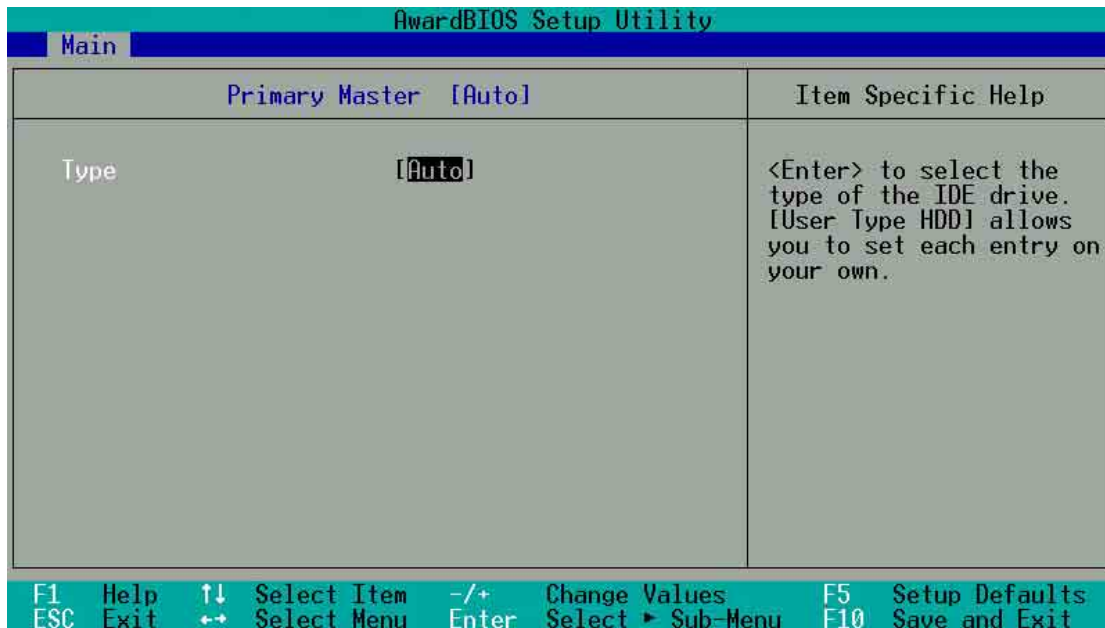 AwardBIOS Setup Utility
Main
Primary Master [Auto]
Item Specific Help
Type [Auto]
<Enter> to select the
type of the IDE drive.
[User Type HDD] allows
you to set each entry on
your own.
F1 Help ↑↓ Select Item -/+ Change Values F5 Setup Defaults
ESC Exit ←→ Select Menu Enter Select ► Sub-Menu F10 Save and Exit